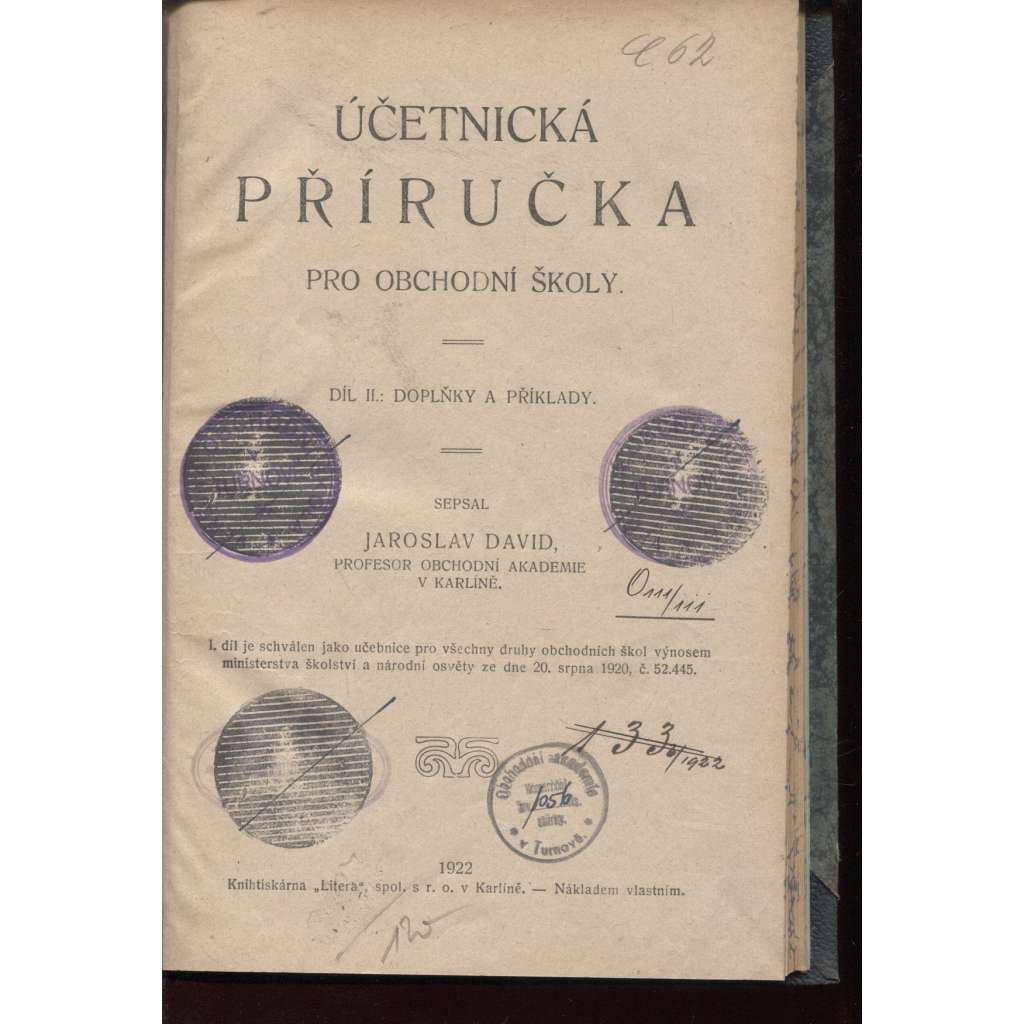 C 62
ÚČETNICKÁ
PŘÍRUČKA
PRO OBCHODNÍ ŠKOLY.
DÍL II.: DOPLŇKY A PŘÍKLADY.
SEPSAL
JAROSLAV DAVID,
PROFESOR OBCHODNÍ AKADEMIE
V KARLÍNĚ.
I. díl je schválen jako učebnice pro všechny druhy obchodních škol výnosem
ministerstva školství a národní osvěty ze dne 20. srpna 1920, č. 52.445.
1922
Obchodní akademie
1056
v Turnově.
1922
Knihtiskárna „Litera“, spol. s r. o. v Karlíně. — Nákladem vlastním.